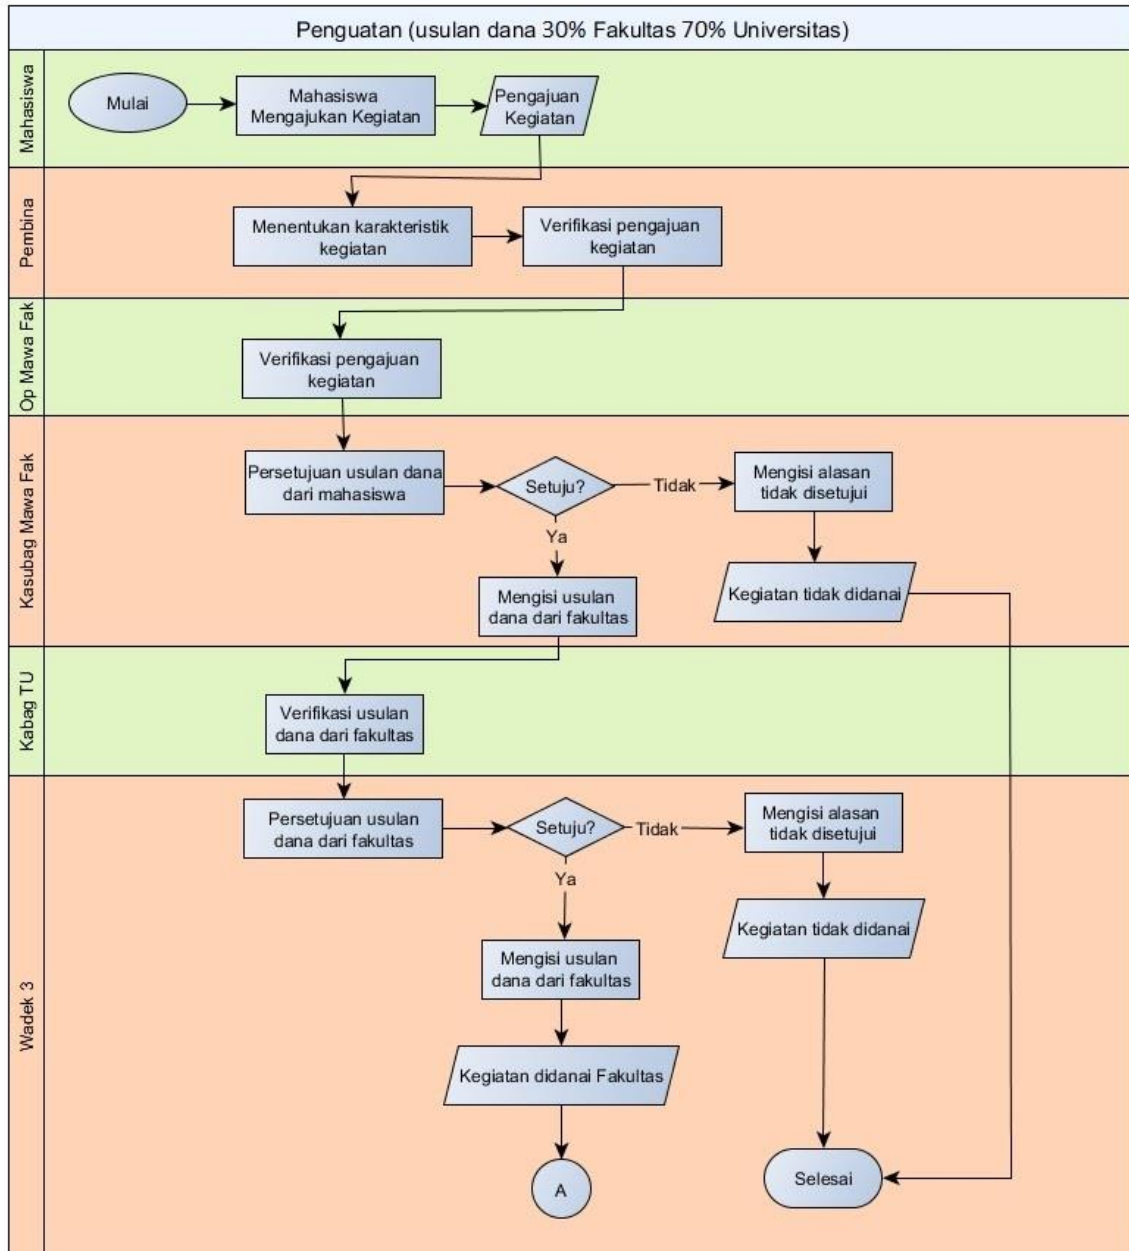 Penguatan (usulan dana 30% Fakultas 70% Universitas)
Mahasiswa
Mulai
Mahasiswa
Mengajukan Kegiatan
Pengajuan
Kegiatan
Pembina
Menentukan karakteristik
kegiatan
Verifikasi pengajuan
kegiatan
Op Mawa Fak
Verifikasi pengajuan
kegiatan
Kasubag Mawa Fak
Persetujuan usulan dana
dari mahasiswa
Setuju?
Tidak
Mengisi alasan
tidak disetujui
Ya
Mengisi usulan
dana dari fakultas
Kegiatan tidak didanai
Kabag TU
Verifikasi usulan
dana dari fakultas
Wadek 3
Persetujuan usulan
dana dari fakultas
Setuju?
Tidak
Mengisi alasan
tidak disetujui
Ya
Kegiatan tidak didanai
Mengisi usulan
dana dari fakultas
Kegiatan didanai Fakultas
A
Selesai